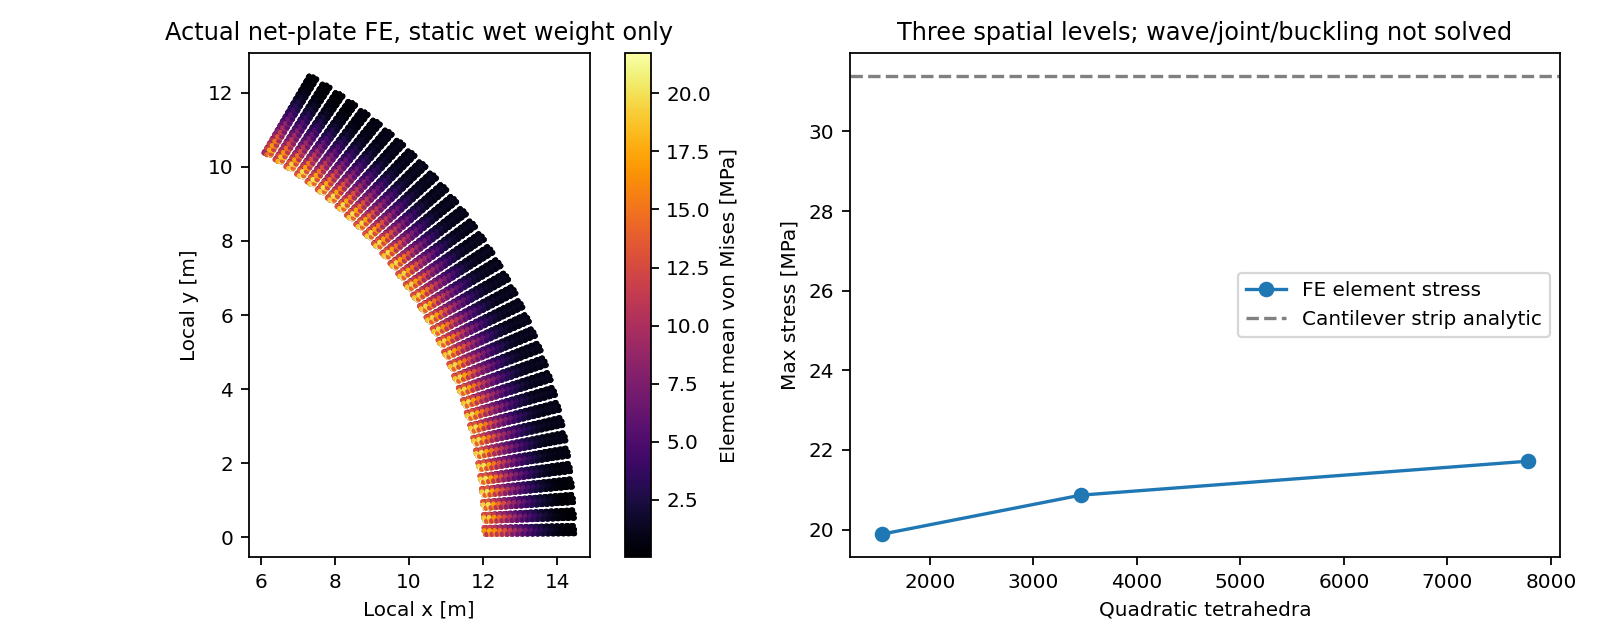 Actual net-plate FE, static wet weight only
12
10
8
6
4
2
0
Local y [m]
6 8 10 12 14
Local x [m]
20.0
17.5
15.0
12.5
10.0
7.5
5.0
2.5
Element mean von Mises [MPa]
Three spatial levels; wave/joint/buckling not solved
30
28
26
24
22
20
Max stress [MPa]
FE element stress
Cantilever strip analytic
2000 3000 4000 5000 6000 7000 8000
Quadratic tetrahedra